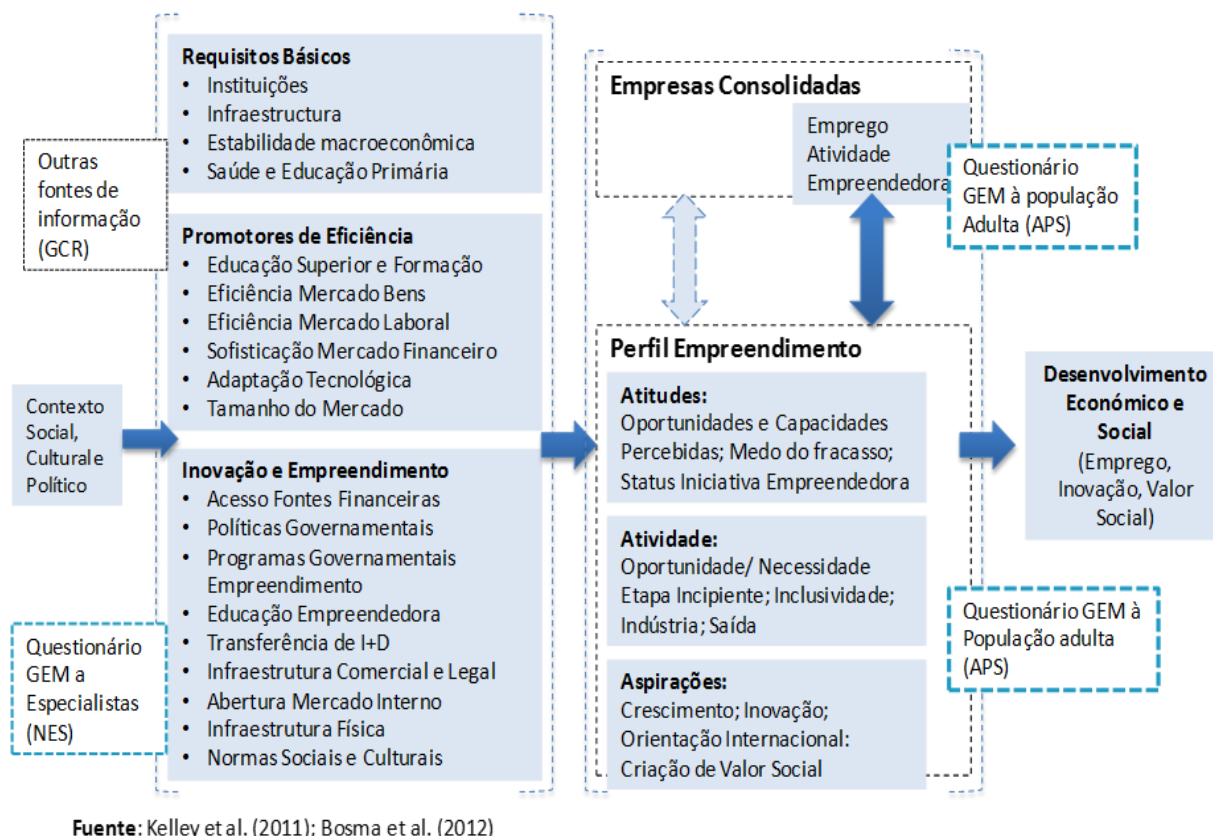 Requisitos Básicos
• Instituições
• Infraestructura
• Estabilidade macroeconômica
• Saúde e Educação Primária
Outras
fontes de
informação
(GCR)
Promotores de Eficiência
• Educação Superior e Formação
• Eficiência Mercado Bens
• Eficiência Mercado Laboral
• Sofisticação Mercado Financeiro
• Adaptação Tecnológica
• Tamanho do Mercado
Contexto
Social,
Cultural e
Político
Inovação e Empreendimento
• Acesso Fontes Financeiras
• Políticas Governamentais
• Programas Governamentais
Empreendimento
• Educação Empreendedora
• Transferência de I+D
• Infraestrutura Comercial e Legal
• Abertura Mercado Interno
• Infraestrutura Física
• Normas Sociais e Culturais
Questionário
GEM a
Especialistas
(NES)
Empresas Consolidadas
Emprego
Atividade
Empreendedora
Questionário
GEM à população
Adulta (APS)
Perfil Empreendimento
Atitudes:
Oportunidades e Capacidades
Percebidas; Medo do fracasso;
Status Iniciativa Empreendedora
Atividade:
Oportunidade/ Necessidade
Etapa Incipiente; Inclusividade;
Indústria; Saída
Aspirações:
Crescimento; Inovação;
Orientação Internacional:
Criação de Valor Social
Desenvolvimento
Económico e
Social
(Emprego,
Inovação, Valor
Social)
Questionário GEM à
População adulta
(APS)
Fuente: Kelley et al. (2011); Bosma et al. (2012)